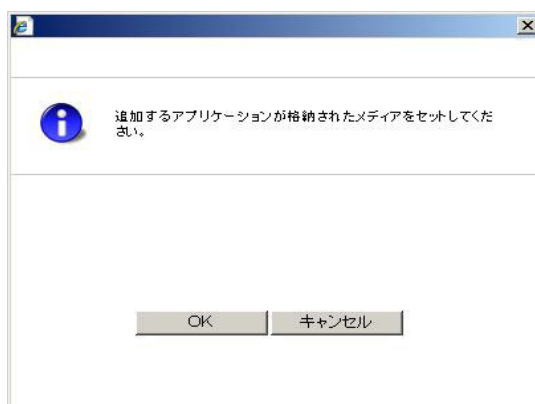 追加するアプリケーションが格納されたメディアをセットしてくだ
さい。
OK
キャンセル